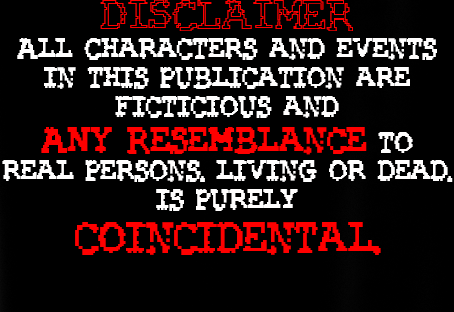 DISCLAIMER
ALL CHARACTERS AND EVENTS
IN THIS PUBLICATION ARE
FICTICIOUS AND
ANY RESEMBLANCE TO
REAL PERSONS, LIVING OR DEAD,
IS PURELY
COINCIDENTAL.